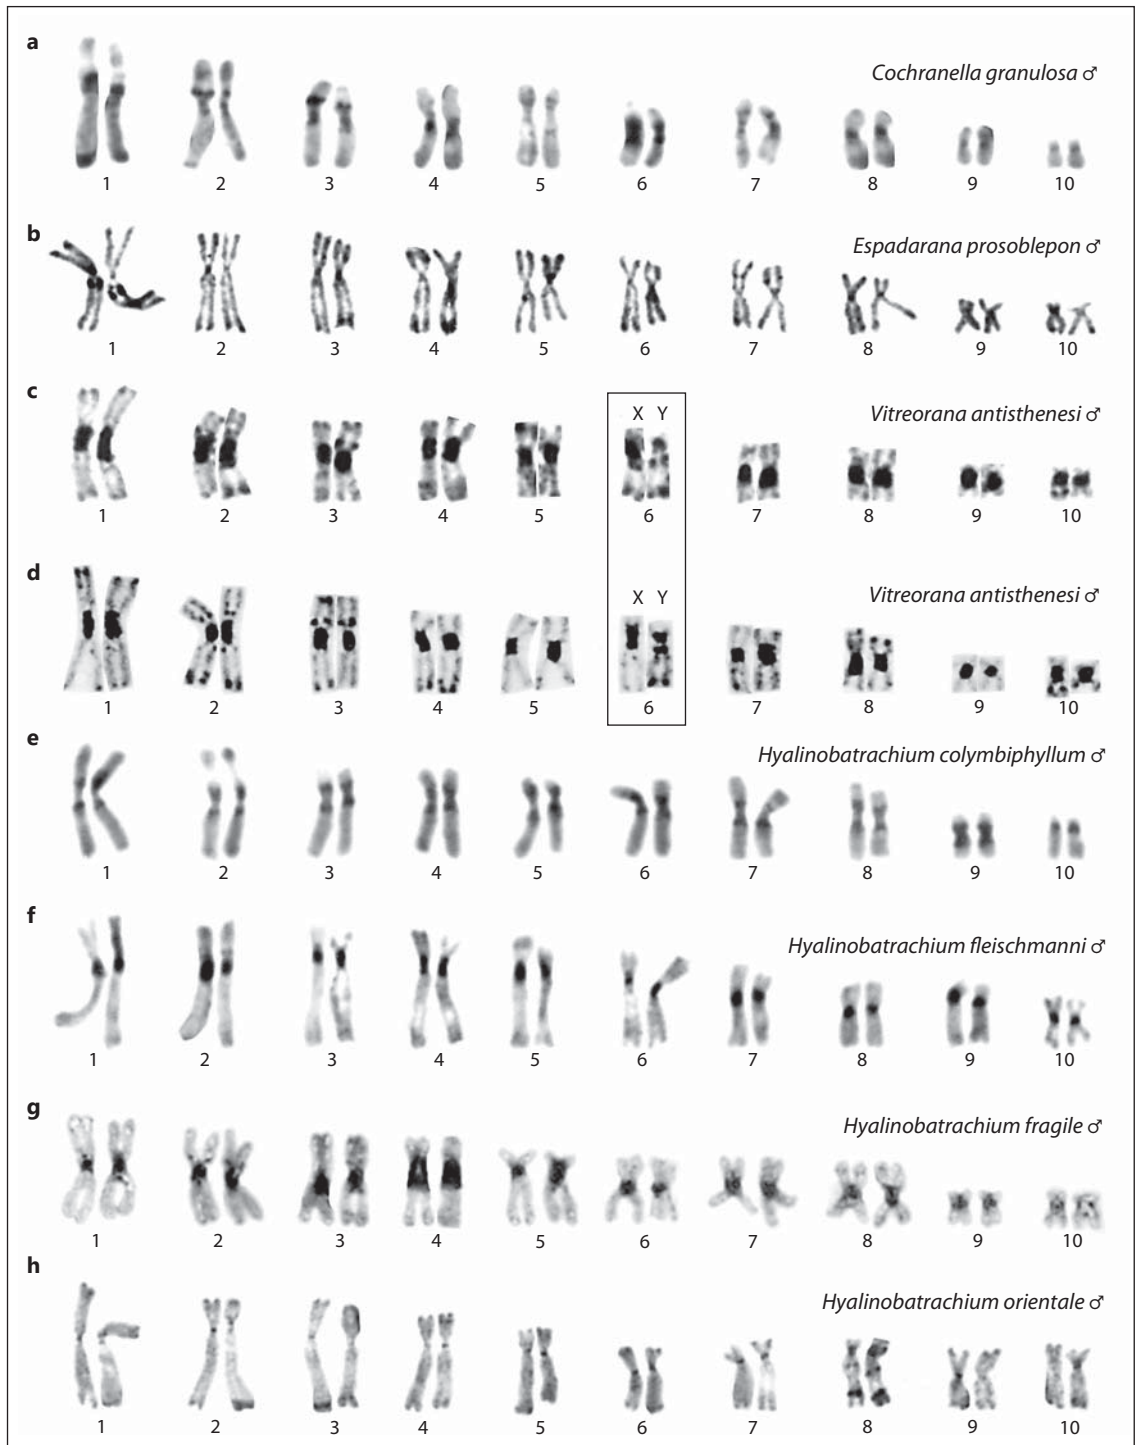 a
Cochranella granulosa ♂
1 2 3 4 5 6 7 8 9 10
b
Espadarana prosoblepon ♂
1 2 3 4 5 6 7 8 9 10
c
X Y
Vitreorana antisthenesi ♂
1 2 3 4 5 6 7 8 9 10
d
X Y
Vitreorana antisthenesi ♂
1 2 3 4 5 6 7 8 9 10
e
Hyalinobatrachium colymbiphyllum ♂
1 2 3 4 5 6 7 8 9 10
f
Hyalinobatrachium fleischmanni ♂
1 2 3 4 5 6 7 8 9 10
g
Hyalinobatrachium fragile ♂
1 2 3 4 5 6 7 8 9 10
h
Hyalinobatrachium orientale ♂
1 2 3 4 5 6 7 8 9 10